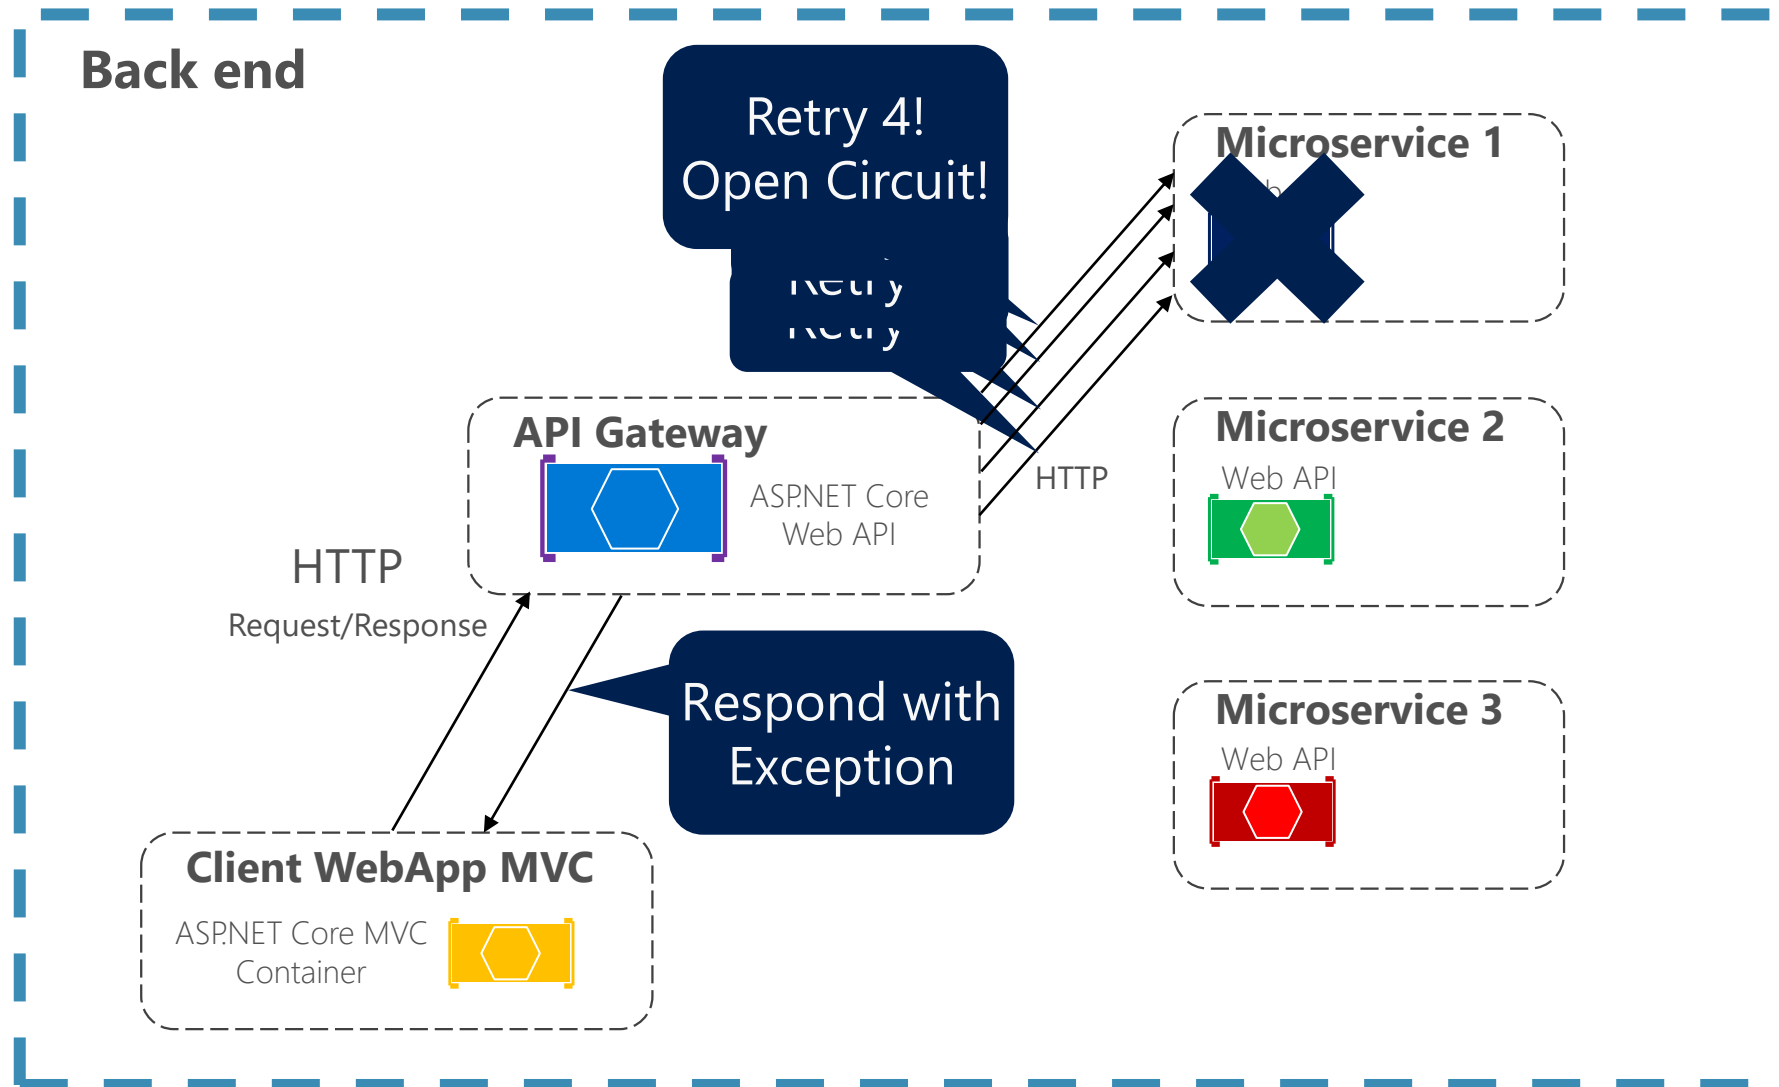 Back end
Retry 4!
Open Circuit!
Retry
Retry
Microservice 1
API Gateway
ASP.NET Core
Web API
HTTP
Microservice 2
Web API
HTTP
Request/Response
Respond with
Exception
Microservice 3
Web API
Client WebApp MVC
ASP.NET Core MVC
Container